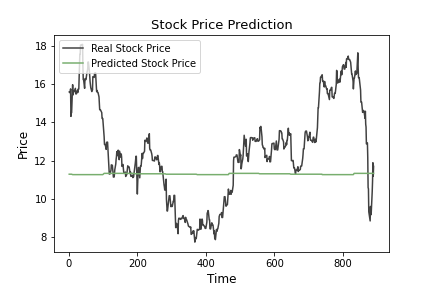 Stock Price Prediction
Real Stock Price
Predicted Stock Price
18
16
14
12
10
8
Price
0 200 400 600 800
Time